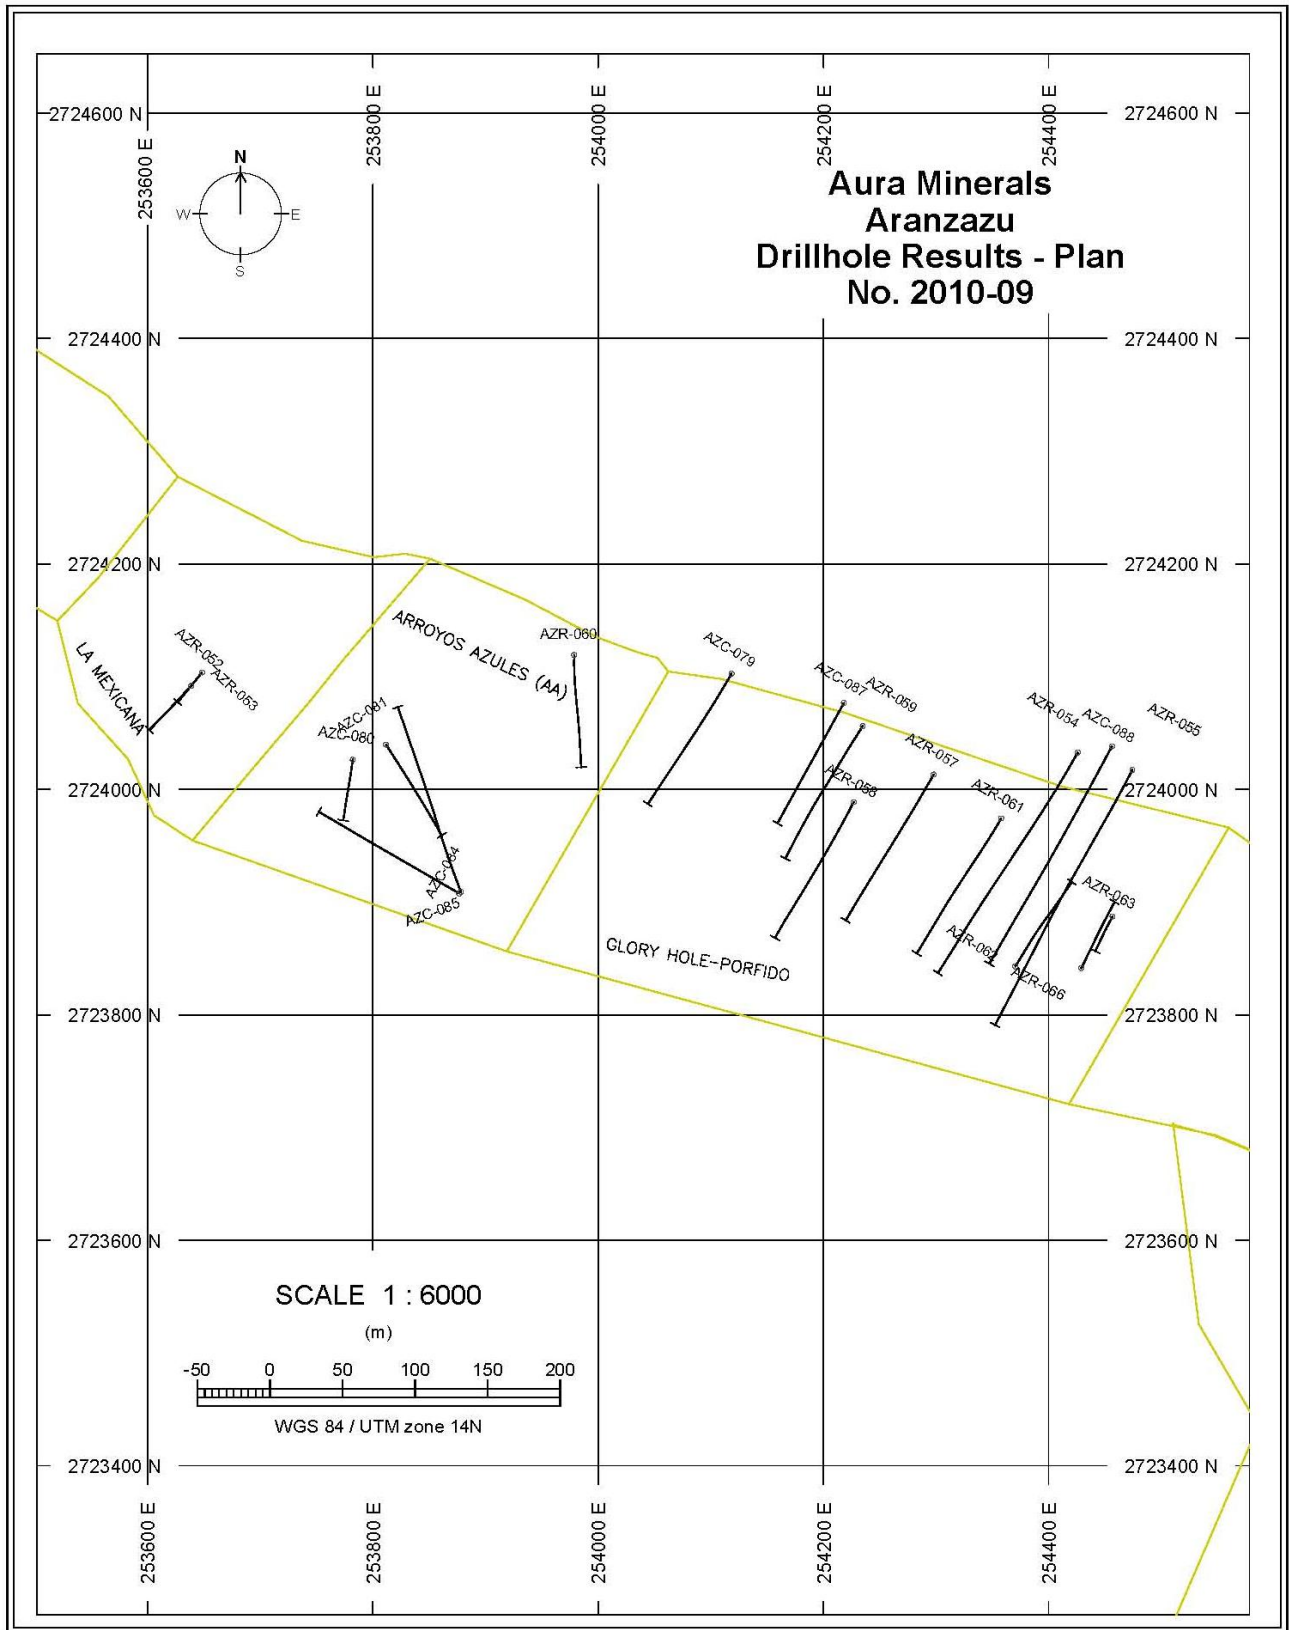 253600 E
253800 E
254000 E
254200 E
254400 E
2724600 N
2724600 N
N
W
E
S
Aura Minerals
Aranzazu
Drillhole Results - Plan
No. 2010-09
2724400 N
2724400 N
2724200 N
2724200 N
LA MEXICANA
AZR-052
AZR-053
ARROYOS AZULES (AA)
AZR-060
AZC-081
AZC-080
AZC-084
AZC-085
AZC-079
AZC-087
AZR-059
AZR-058
AZR-057
AZR-061
AZR-054
AZC-088
AZR-055
2724000 N
2724000 N
AZR-063
AZR-062
AZR-066
GLORY HOLE-PORFIDO
2723800 N
2723800 N
2723600 N
2723600 N
SCALE 1 : 6000
(m)
-50 0 50 100 150 200
WGS 84 / UTM zone 14N
2723400 N
2723400 N
253600 E
253800 E
254000 E
254200 E
254400 E